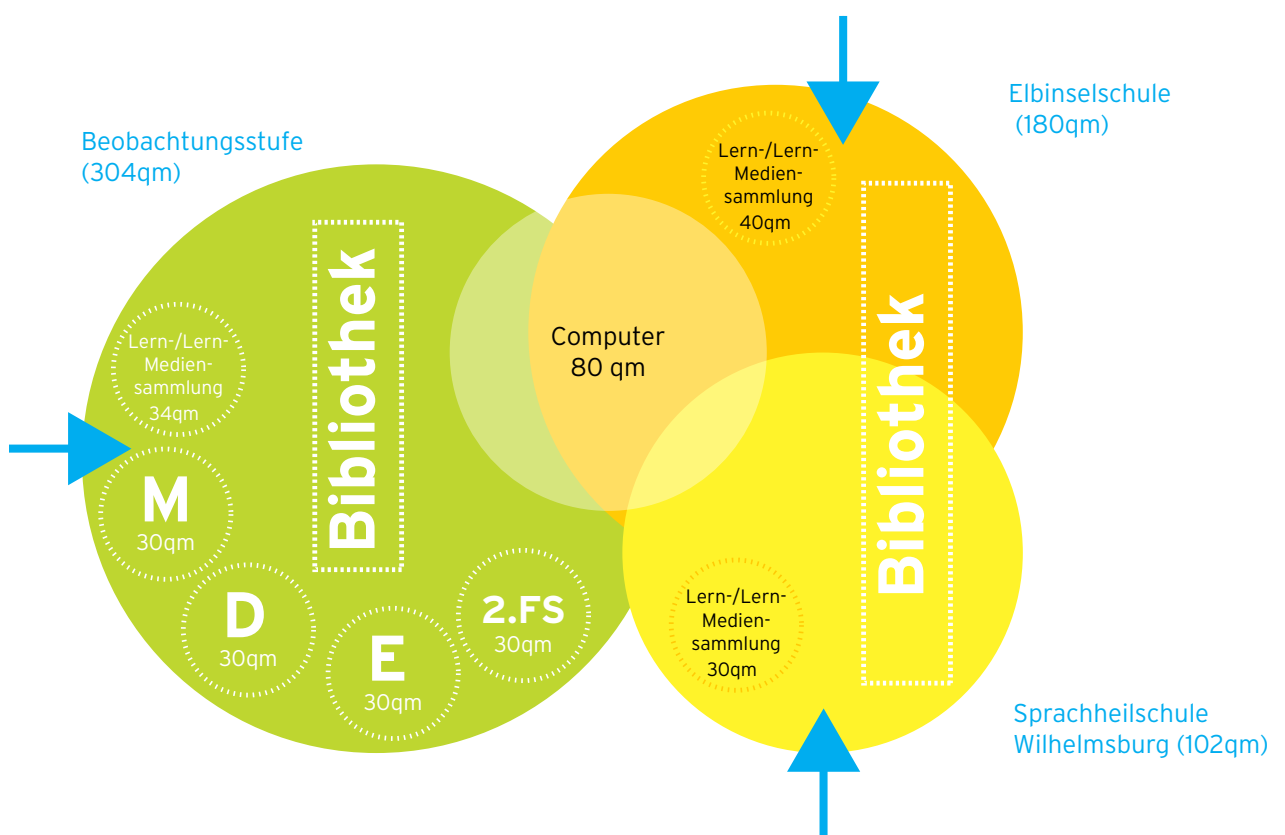 Beobachtungsstufe
(304qm)
Bibliothek
Lern-/Lern-
Medien-
sammlung
34qm
M
30qm
D
30qm
E
30qm
2.FS
30qm
Computer
80 qm
Elbinselschule
(180qm)
Lern-/Lern-
Medien-
sammlung
40qm
Bibliothek
Lern-/Lern-
Medien-
sammlung
30qm
Sprachheilschule
Wilhelmsburg (102qm)